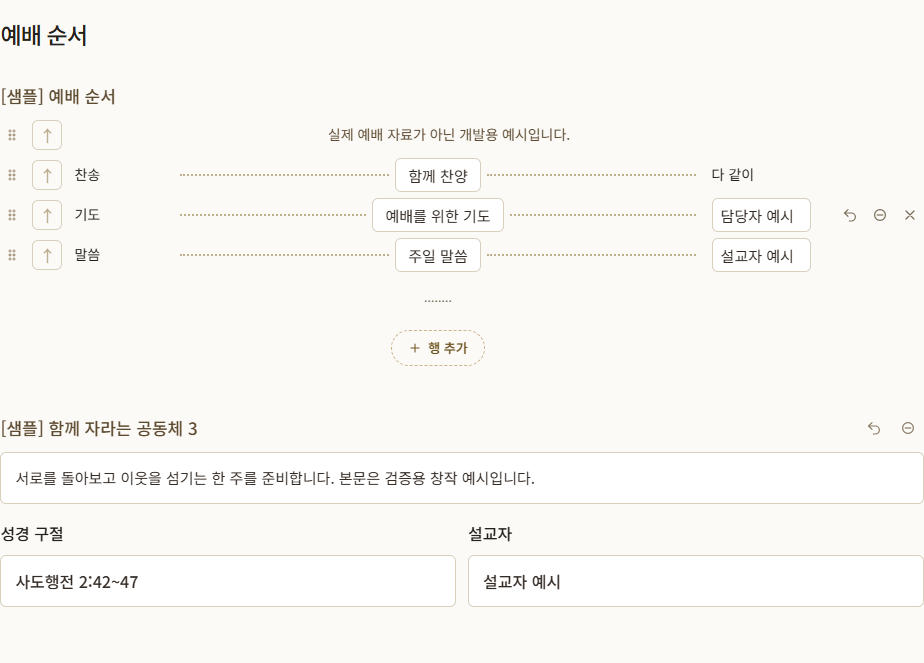 예배 순서
[샘플] 예배 순서
실제 예배 자료가 아닌 개발용 예시입니다.
찬송 함께 찬양 다 같이
기도 예배를 위한 기도 담당자 예시
말씀 주일 말씀 설교자 예시
........
+ 행 추가
[샘플] 함께 자라는 공동체 3
서로를 돌아보고 이웃을 섬기는 한 주를 준비합니다. 본문은 검증용 창작 예시입니다.
성경 구절 설교자
사도행전 2:42~47 설교자 예시